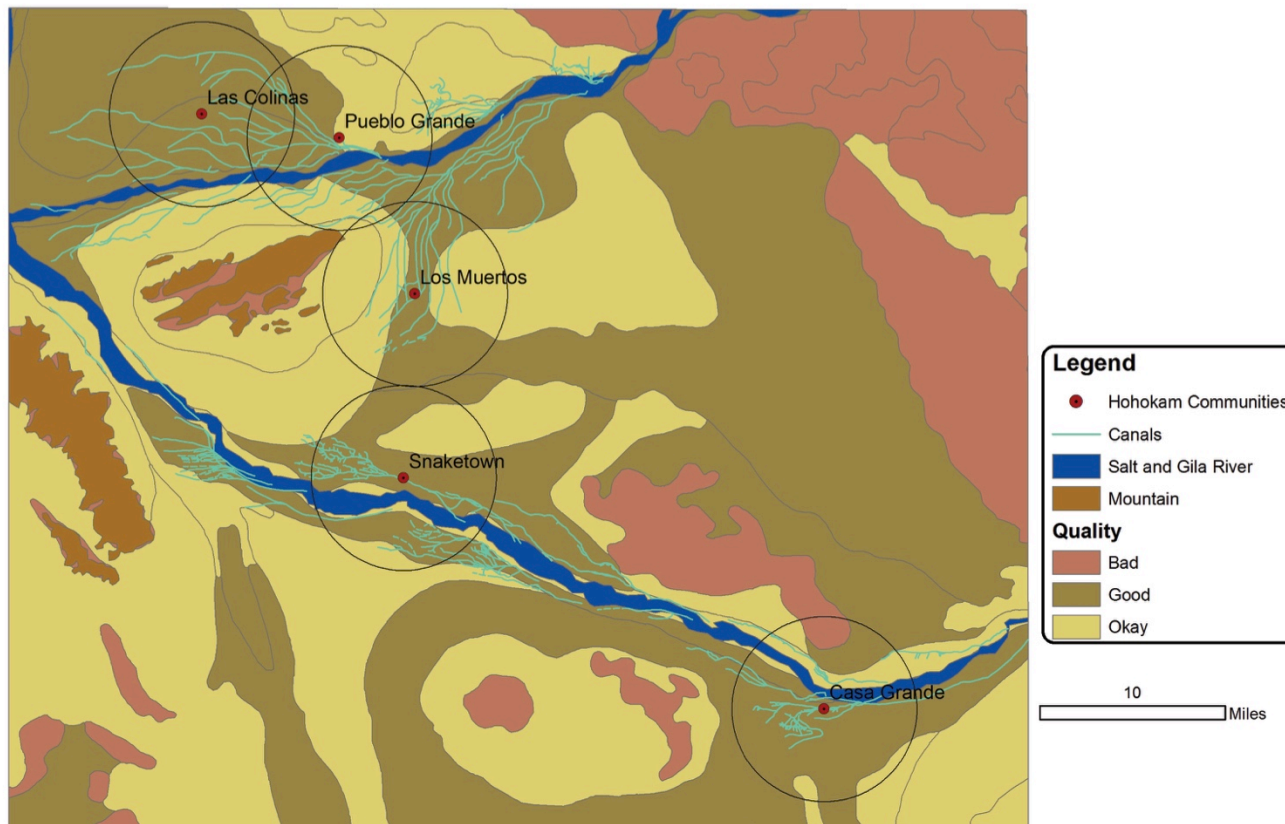 Las Colinas
Pueblo Grande
Los Muertos
Snaketown
Casa Grande
Legend
Hohokam Communities
Canals
Salt and Gila River
Mountain
Quality
Bad
Good
Okay
10
Miles